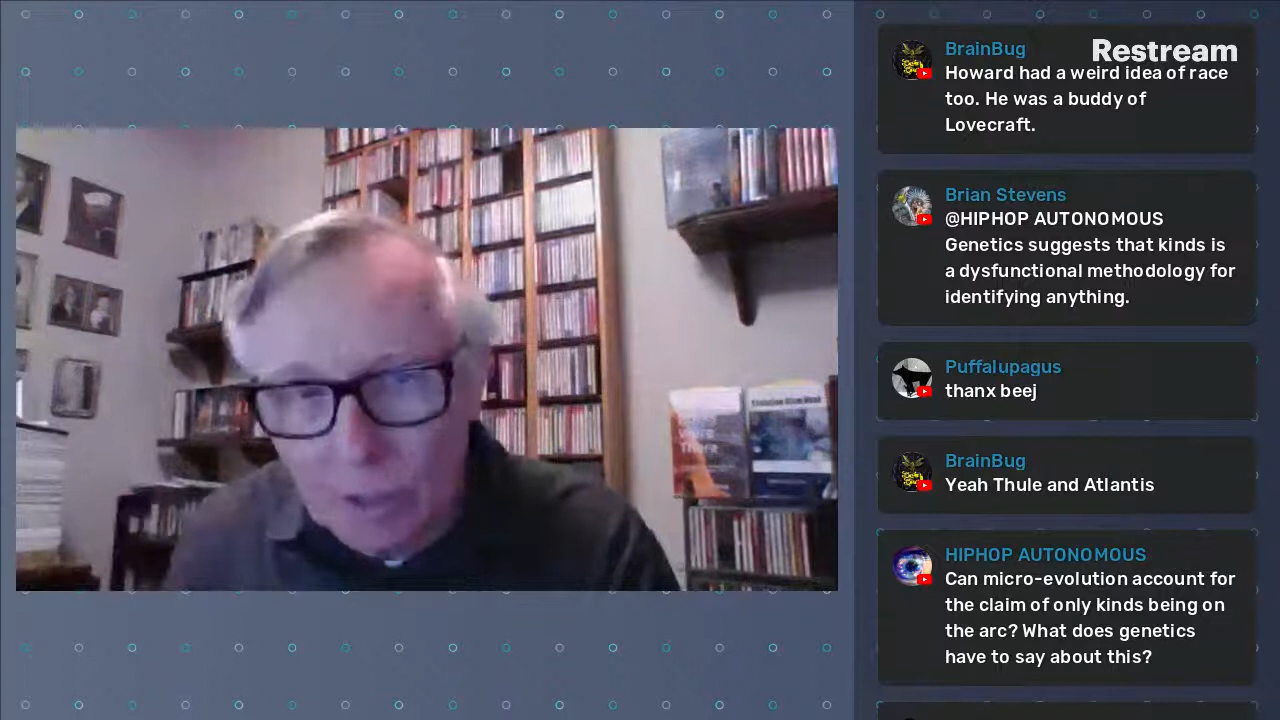 Restream
BrainBug
Howard had a weird idea of race
too. He was a buddy of
Lovecraft.
Brian Stevens
@HIPHOP AUTONOMOUS
Genetics suggests that kinds is
a dysfunctional methodology for
identifying anything.
Puffalupagus
thanx beej
BrainBug
Yeah Thule and Atlantis
HIPHOP AUTONOMOUS
Can micro-evolution account for
the claim of only kinds being on
the arc? What does genetics
have to say about this?